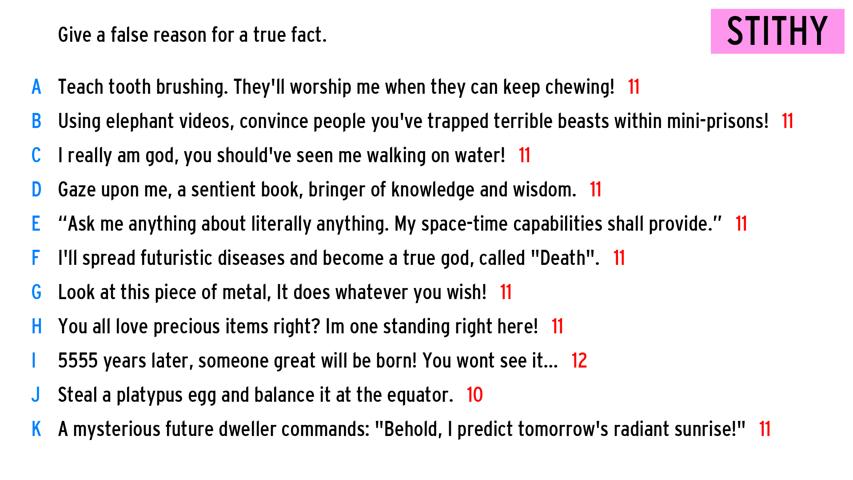 Give a false reason for a true fact.
STITHY
A Teach tooth brushing. They'll worship me when they can keep chewing! 11
B Using elephant videos, convince people you've trapped terrible beasts within mini-prisons! 11
C I really am god, you should've seen me walking on water! 11
D Gaze upon me, a sentient book, bringer of knowledge and wisdom. 11
E “Ask me anything about literally anything. My space-time capabilities shall provide.” 11
F I'll spread futuristic diseases and become a true god, called "Death". 11
G Look at this piece of metal, It does whatever you wish! 11
H You all love precious items right? Im one standing right here! 11
I 5555 years later, someone great will be born! You wont see it... 12
J Steal a platypus egg and balance it at the equator. 10
K A mysterious future dweller commands: "Behold, I predict tomorrow's radiant sunrise!" 11